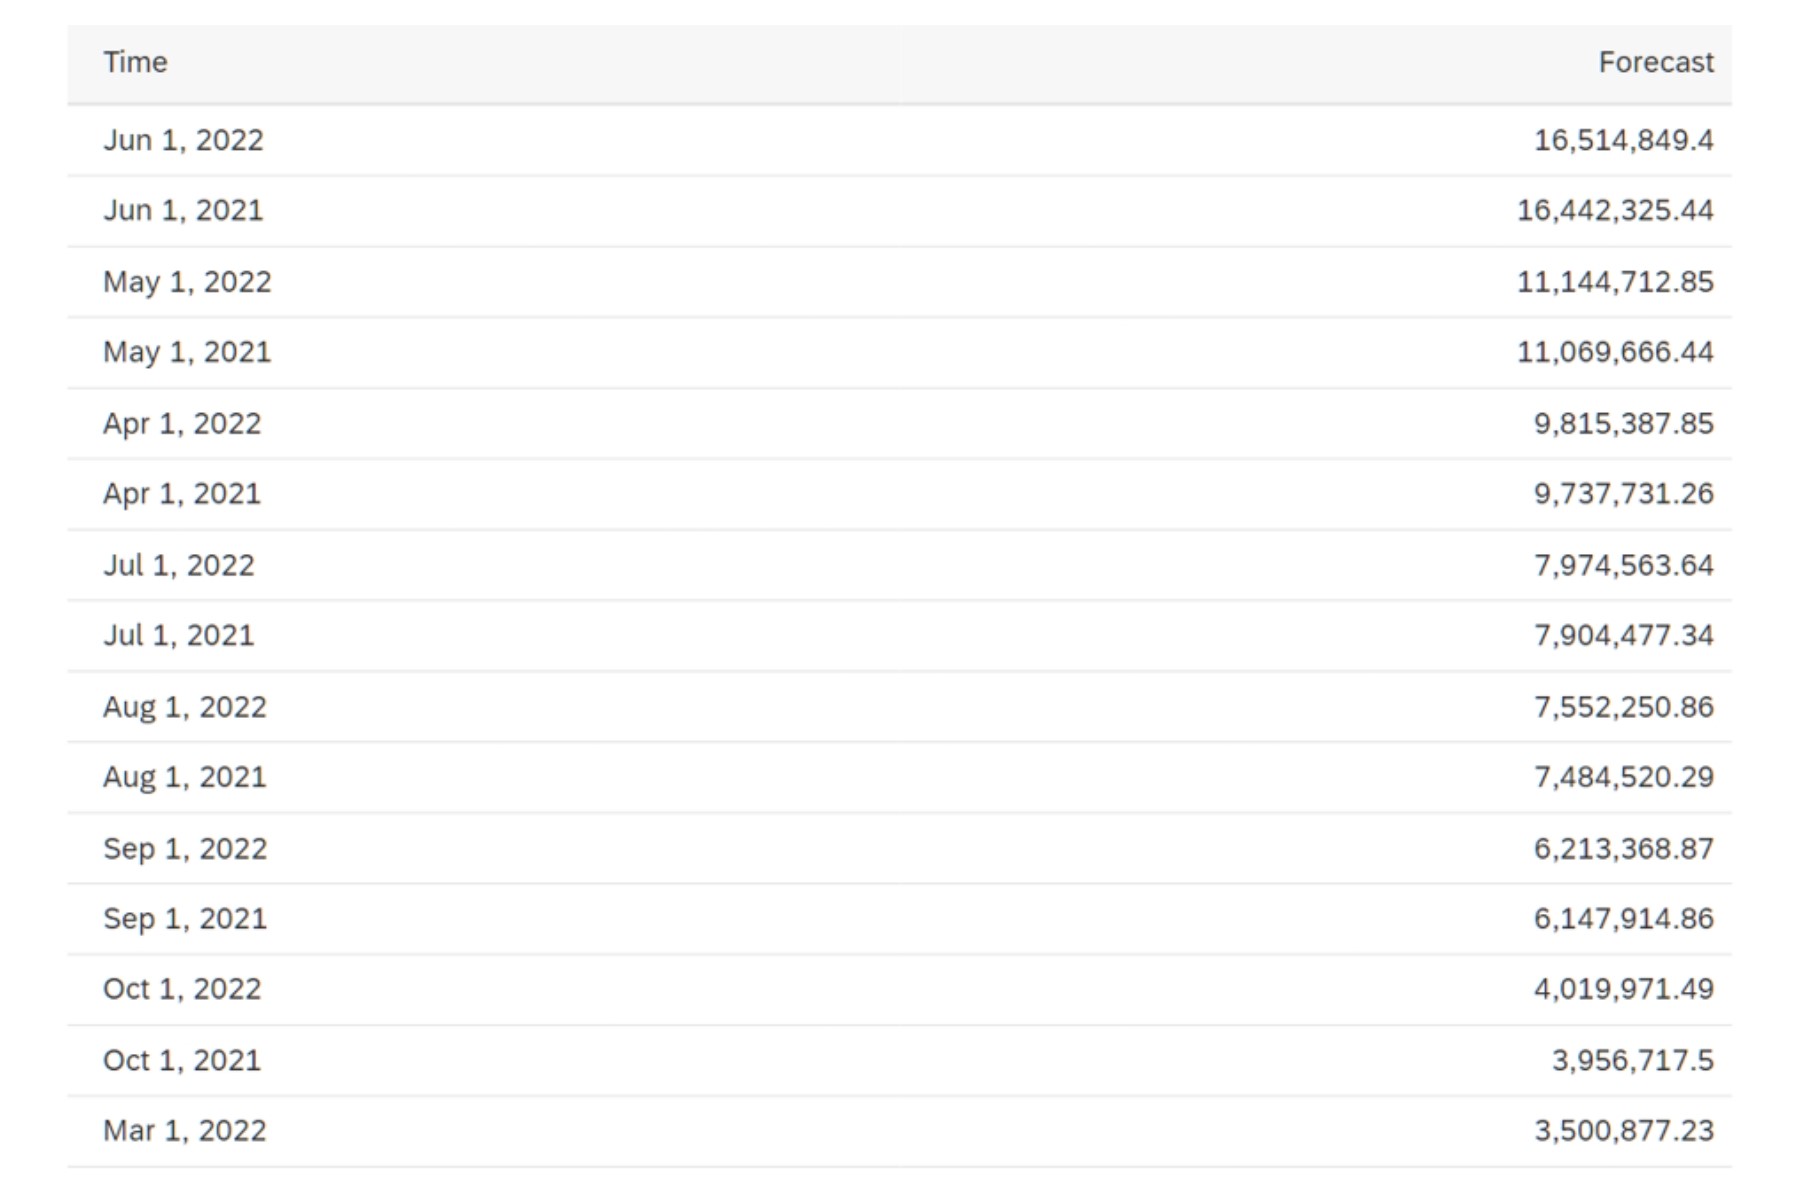 Time Forecast
Jun 1, 2022 16,514,849.4
Jun 1, 2021 16,442,325.44
May 1, 2022 11,144,712.85
May 1, 2021 11,069,666.44
Apr 1, 2022 9,815,387.85
Apr 1, 2021 9,737,731.26
Jul 1, 2022 7,974,563.64
Jul 1, 2021 7,904,477.34
Aug 1, 2022 7,552,250.86
Aug 1, 2021 7,484,520.29
Sep 1, 2022 6,213,368.87
Sep 1, 2021 6,147,914.86
Oct 1, 2022 4,019,971.49
Oct 1, 2021 3,956,717.5
Mar 1, 2022 3,500,877.23